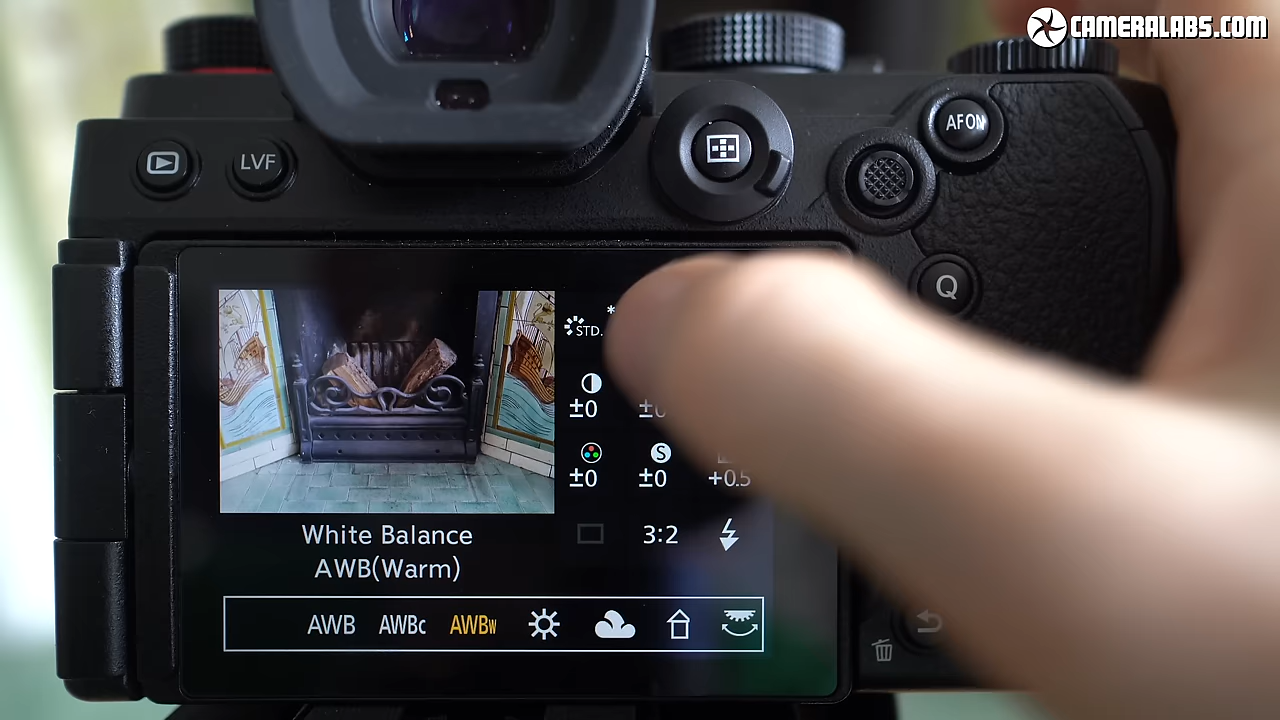 CAMERALABS.COM
LVF
AF ON
Q
STD.
*
±0
±0
±0
S
±0
+0.5
3:2
White Balance
AWB(Warm)
AWB AWBc AWBw